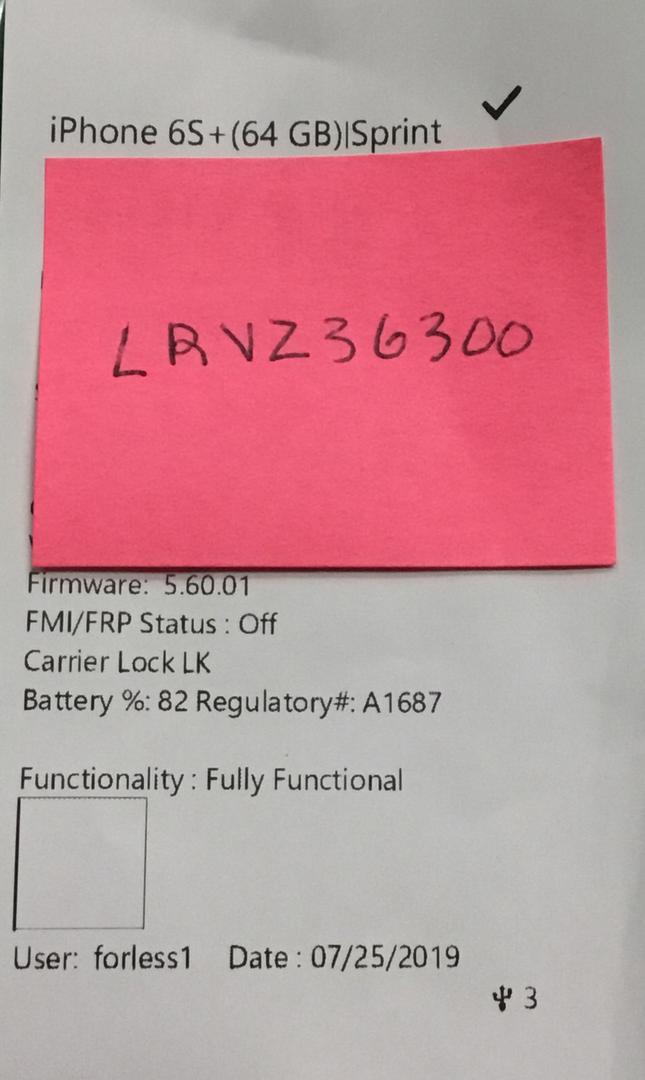 iPhone 6S+(64 GB)|Sprint
LRVZ36300
Firmware: 5.60.01
FMI/FRP Status : Off
Carrier Lock LK
Battery %: 82 Regulatory#: A1687
Functionality : Fully Functional
User: forless1 Date : 07/25/2019
3